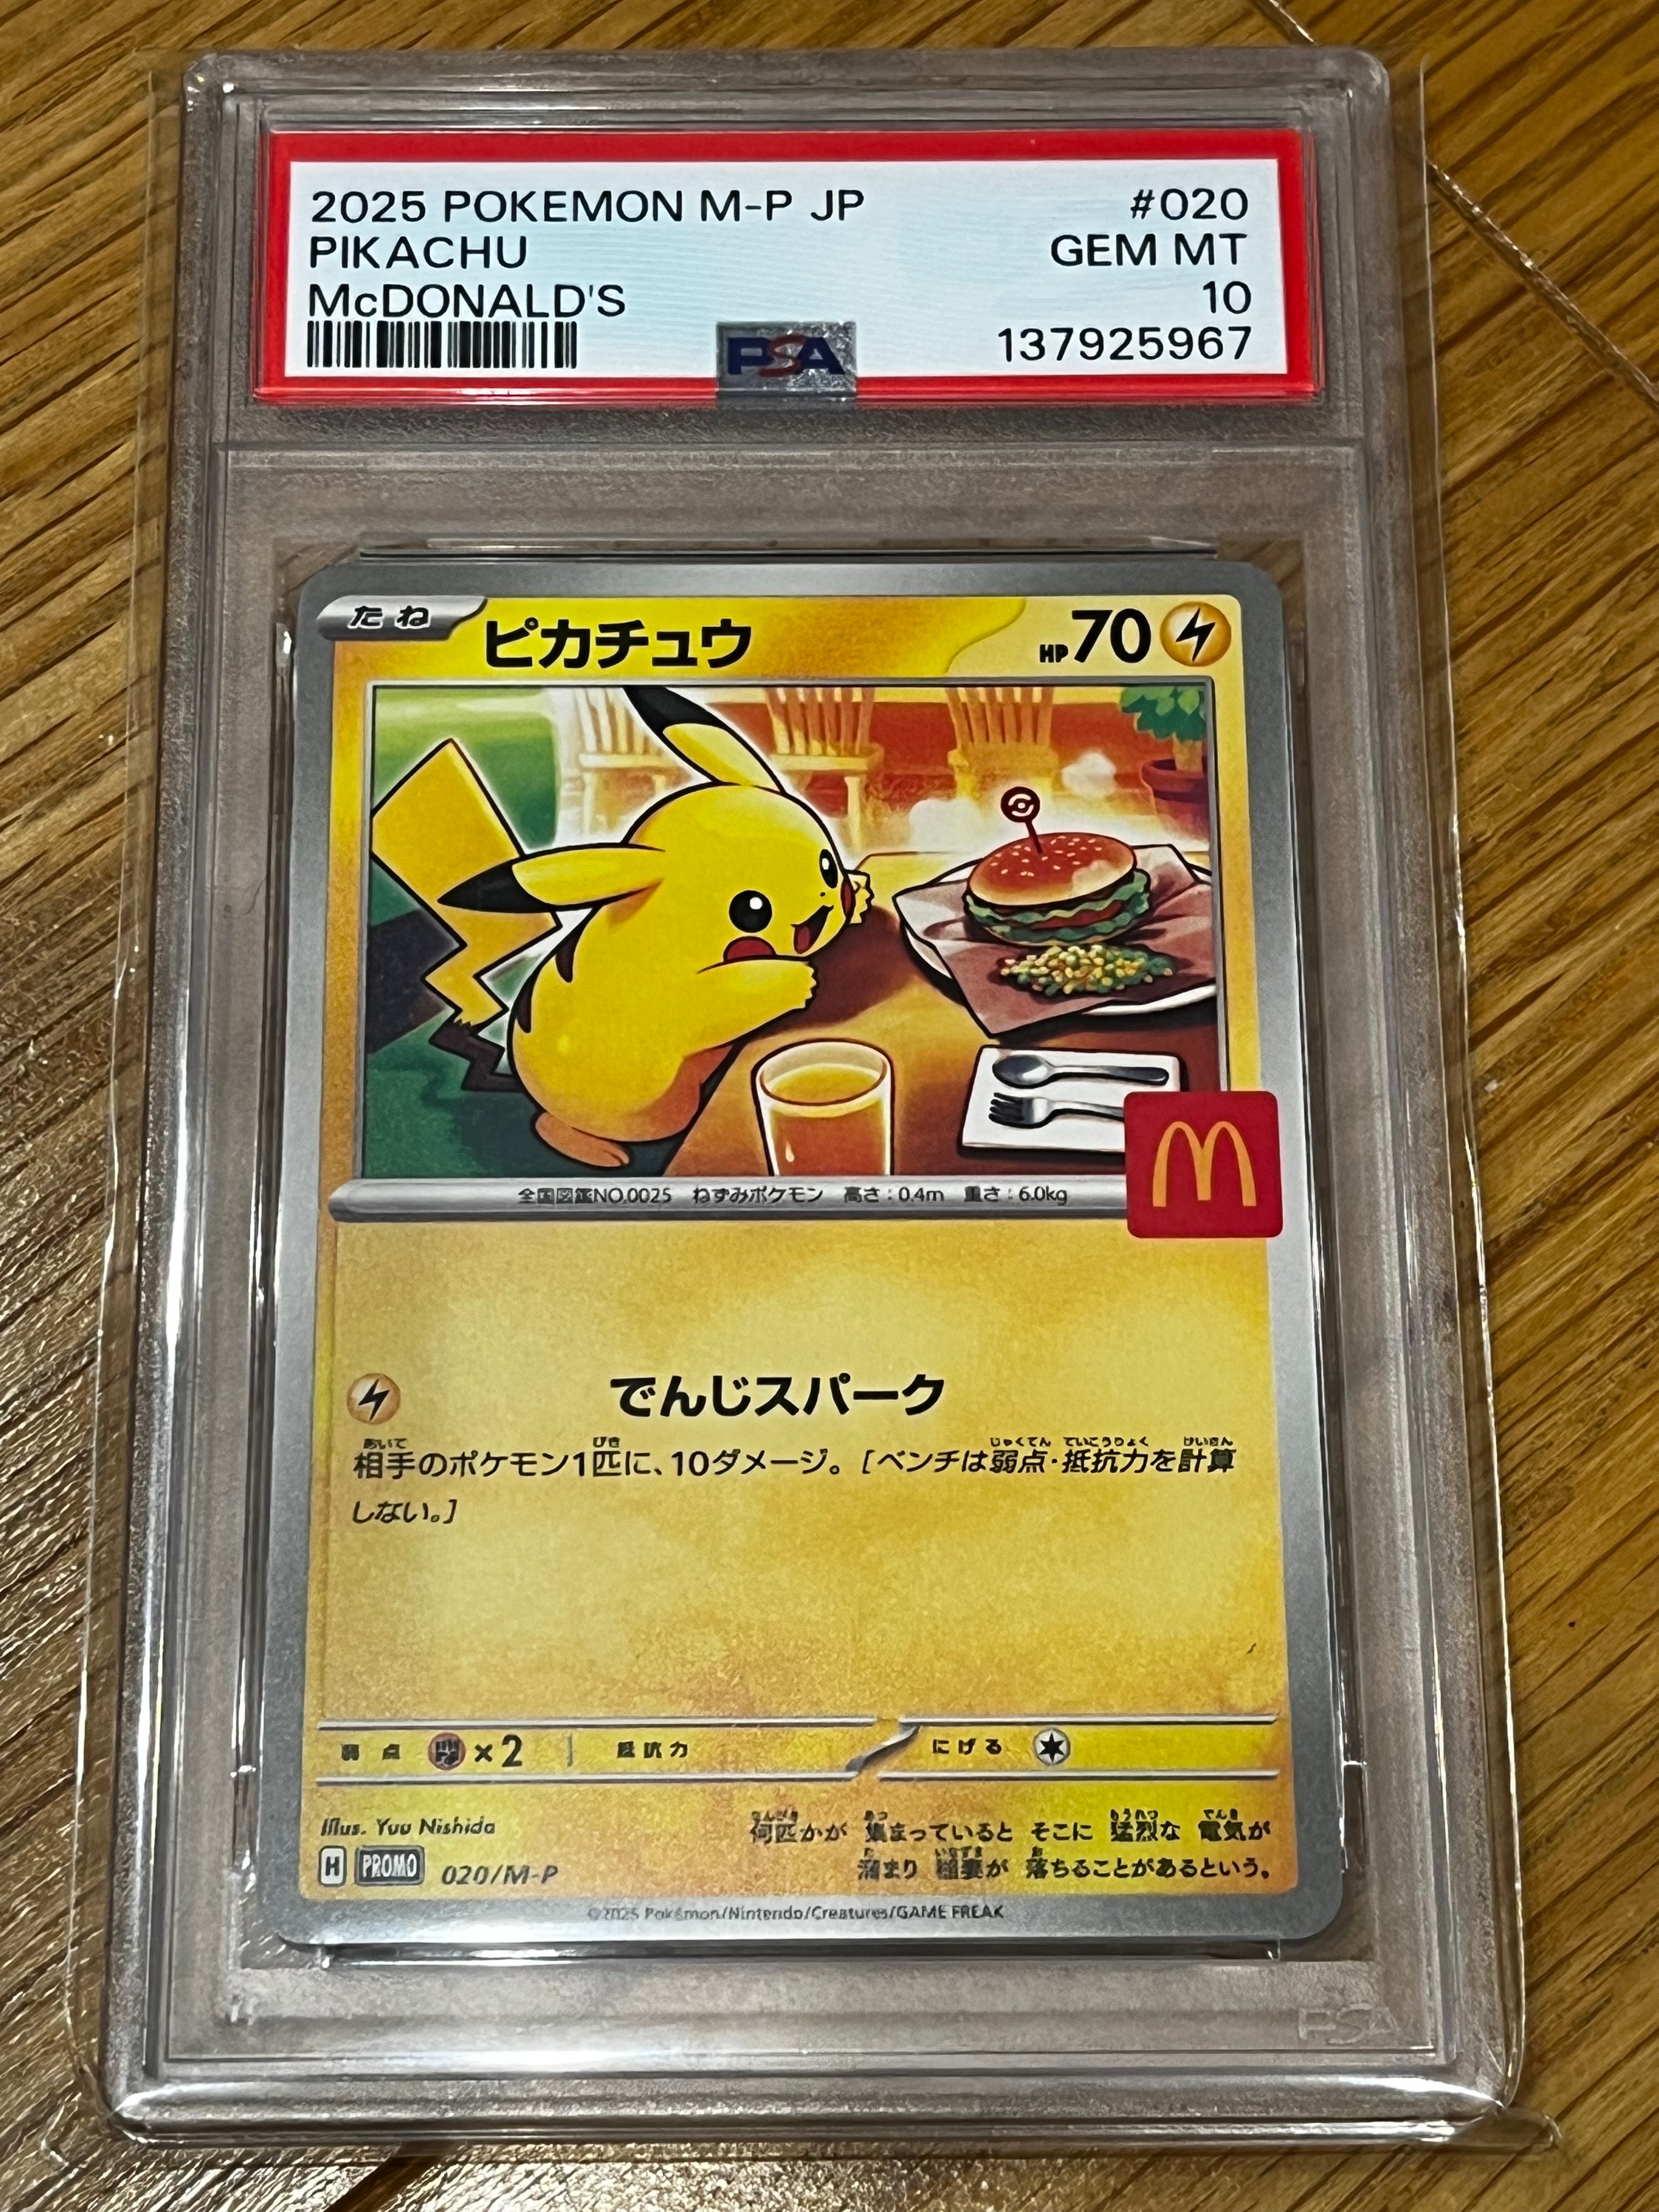 2025 POKEMON M-P JP #020
PIKACHU GEM MT
McDONALD'S 10
PSA 137925967
たね ピカチュウ HP70
全国図鑑NO.0025 ねずみポケモン 高さ:0.4m 重さ:6.0kg
でんじスパーク
相手のポケモン1匹に、10ダメージ。[ベンチは弱点・抵抗力を計算
しない。]
弱点 ×2 抵抗力 にげる
Illus. Yuu Nishida
何匹かが 集まっていると そこに 猛烈な 電気が
H PROMO 020/M-P
溜まり 稲妻が 落ちることがあるという。
©2025 Pokémon/Nintendo/Creatures/GAME FREAK
PSA